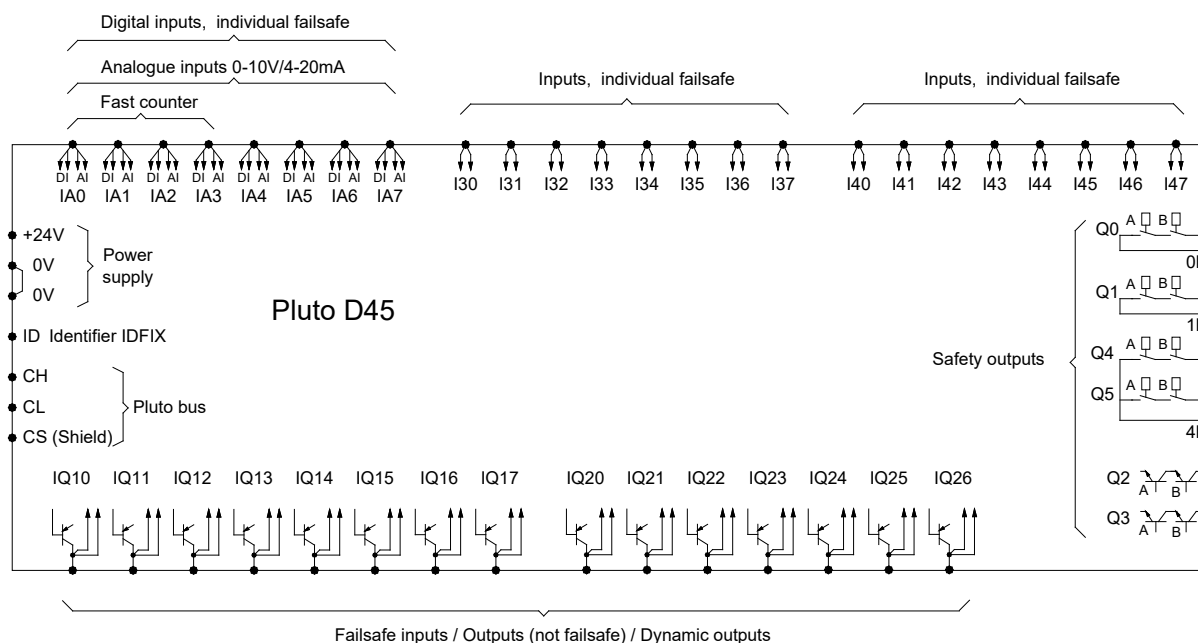 Digital inputs, individual failsafe
Analogue inputs 0-10V/4-20mA
Inputs, individual failsafe
Inputs, individual failsafe
Fast counter
DI AI DI AI DI AI DI AI DI AI DI AI DI AI DI AI
IA0 IA1 IA2 IA3 IA4 IA5 IA6 IA7
I30 I31 I32 I33 I34 I35 I36 I37
I40 I41 I42 I43 I44 I45 I46 I47
+24V
0V
0V
Power
supply
Pluto D45
ID Identifier IDFIX
CH
CL
CS (Shield)
Pluto bus
Safety outputs
Q0 A B
Q1 A B
Q4 A B
Q5 A B
Q2 A B
Q3 A B
IQ10 IQ11 IQ12 IQ13 IQ14 IQ15 IQ16 IQ17 IQ20 IQ21 IQ22 IQ23 IQ24 IQ25 IQ26
Failsafe inputs / Outputs (not failsafe) / Dynamic outputs